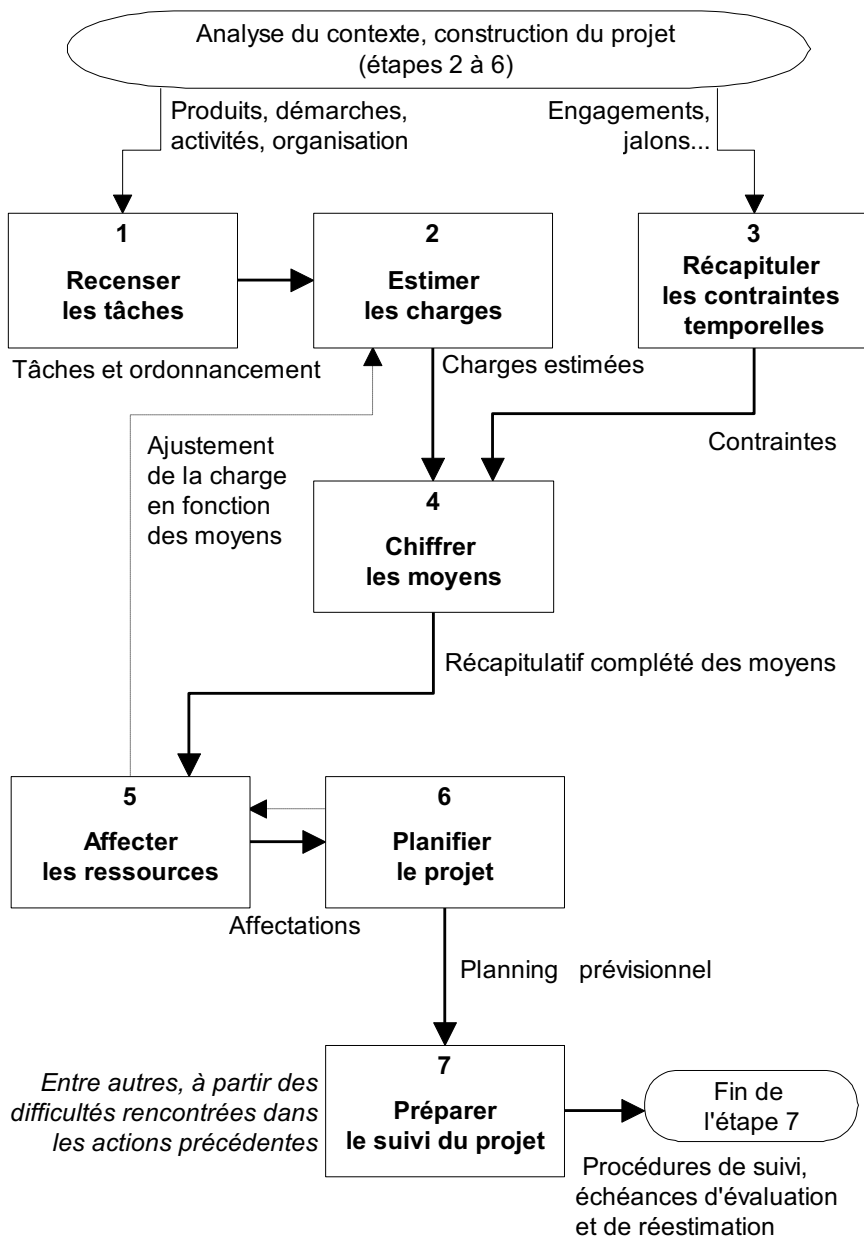 Analyse du contexte, construction du projet
(étapes 2 à 6)
Produits, démarches,
activités, organisation
Engagements,
jalons...
1
Recenser
les tâches
2
Estimer
les charges
3
Récapituler
les contraintes
temporelles
Tâches et ordonnancement
Charges estimées
Contraintes
Ajustement
de la charge
en fonction
des moyens
4
Chiffrer
les moyens
Récapitulatif complété des moyens
5
Affecter
les ressources
6
Planifier
le projet
Affectations
Planning prévisionnel
Entre autres, à partir des
difficultés rencontrées dans
les actions précédentes
7
Préparer
le suivi du projet
Fin de
l'étape 7
Procédures de suivi,
échéances d'évaluation
et de réestimation